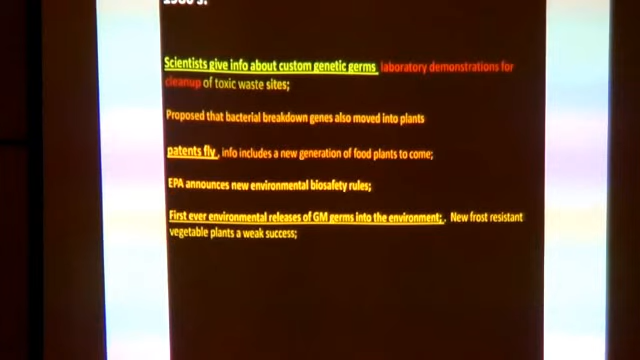 1980's:
Scientists give info about custom genetic germs laboratory demonstrations for
cleanup of toxic waste sites;
Proposed that bacterial breakdown genes also moved into plants
patents fly , info includes a new generation of food plants to come;
EPA announces new environmental biosafety rules;
First ever environmental releases of GM germs into the environment; . New frost resistant
vegetable plants a weak success;